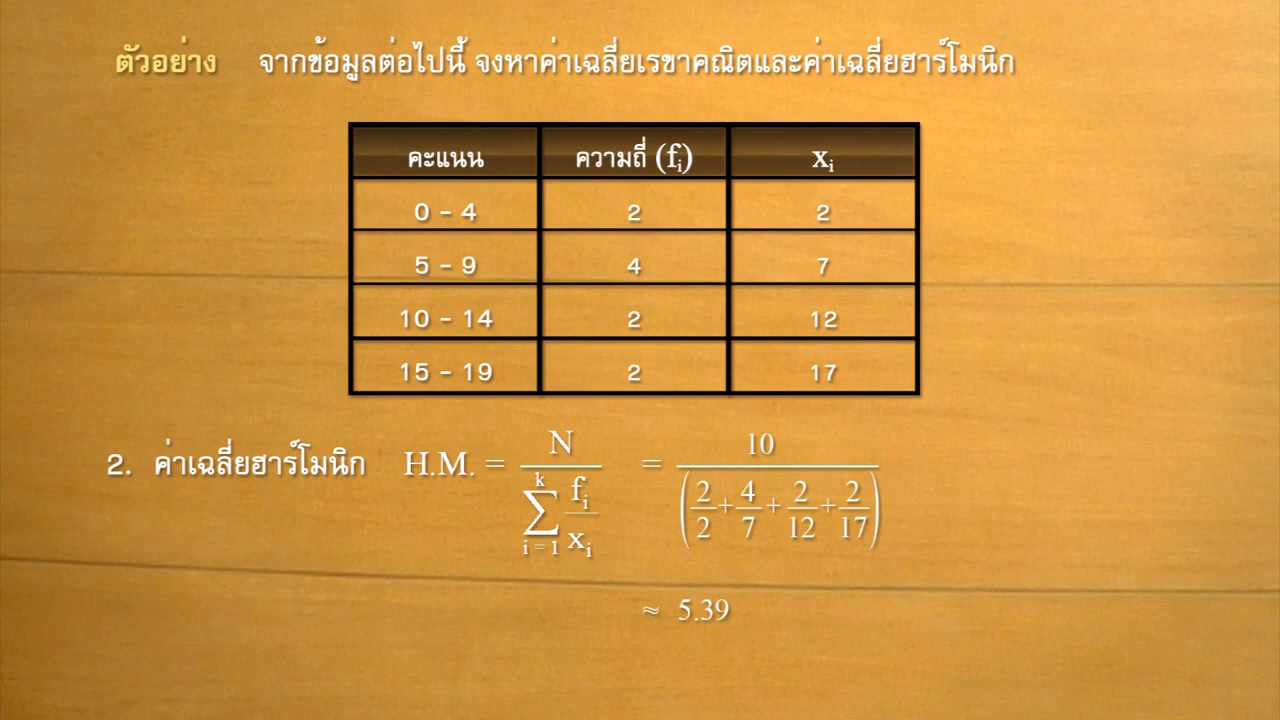 ตัวอย่าง จากข้อมูลต่อไปนี้ จงหาค่าเฉลี่ยเรขาคณิตและค่าเฉลี่ยฮาร์โมนิก
คะแนน ความถี่ (fᵢ) xᵢ
0 - 4 2 2
5 - 9 4 7
10 - 14 2 12
15 - 19 2 17
2. ค่าเฉลี่ยฮาร์โมนิก H.M. = N / ∑ᵢ₌₁ᵏ fᵢ/xᵢ = 10 / (2/2 + 4/7 + 2/12 + 2/17)
≈ 5.39